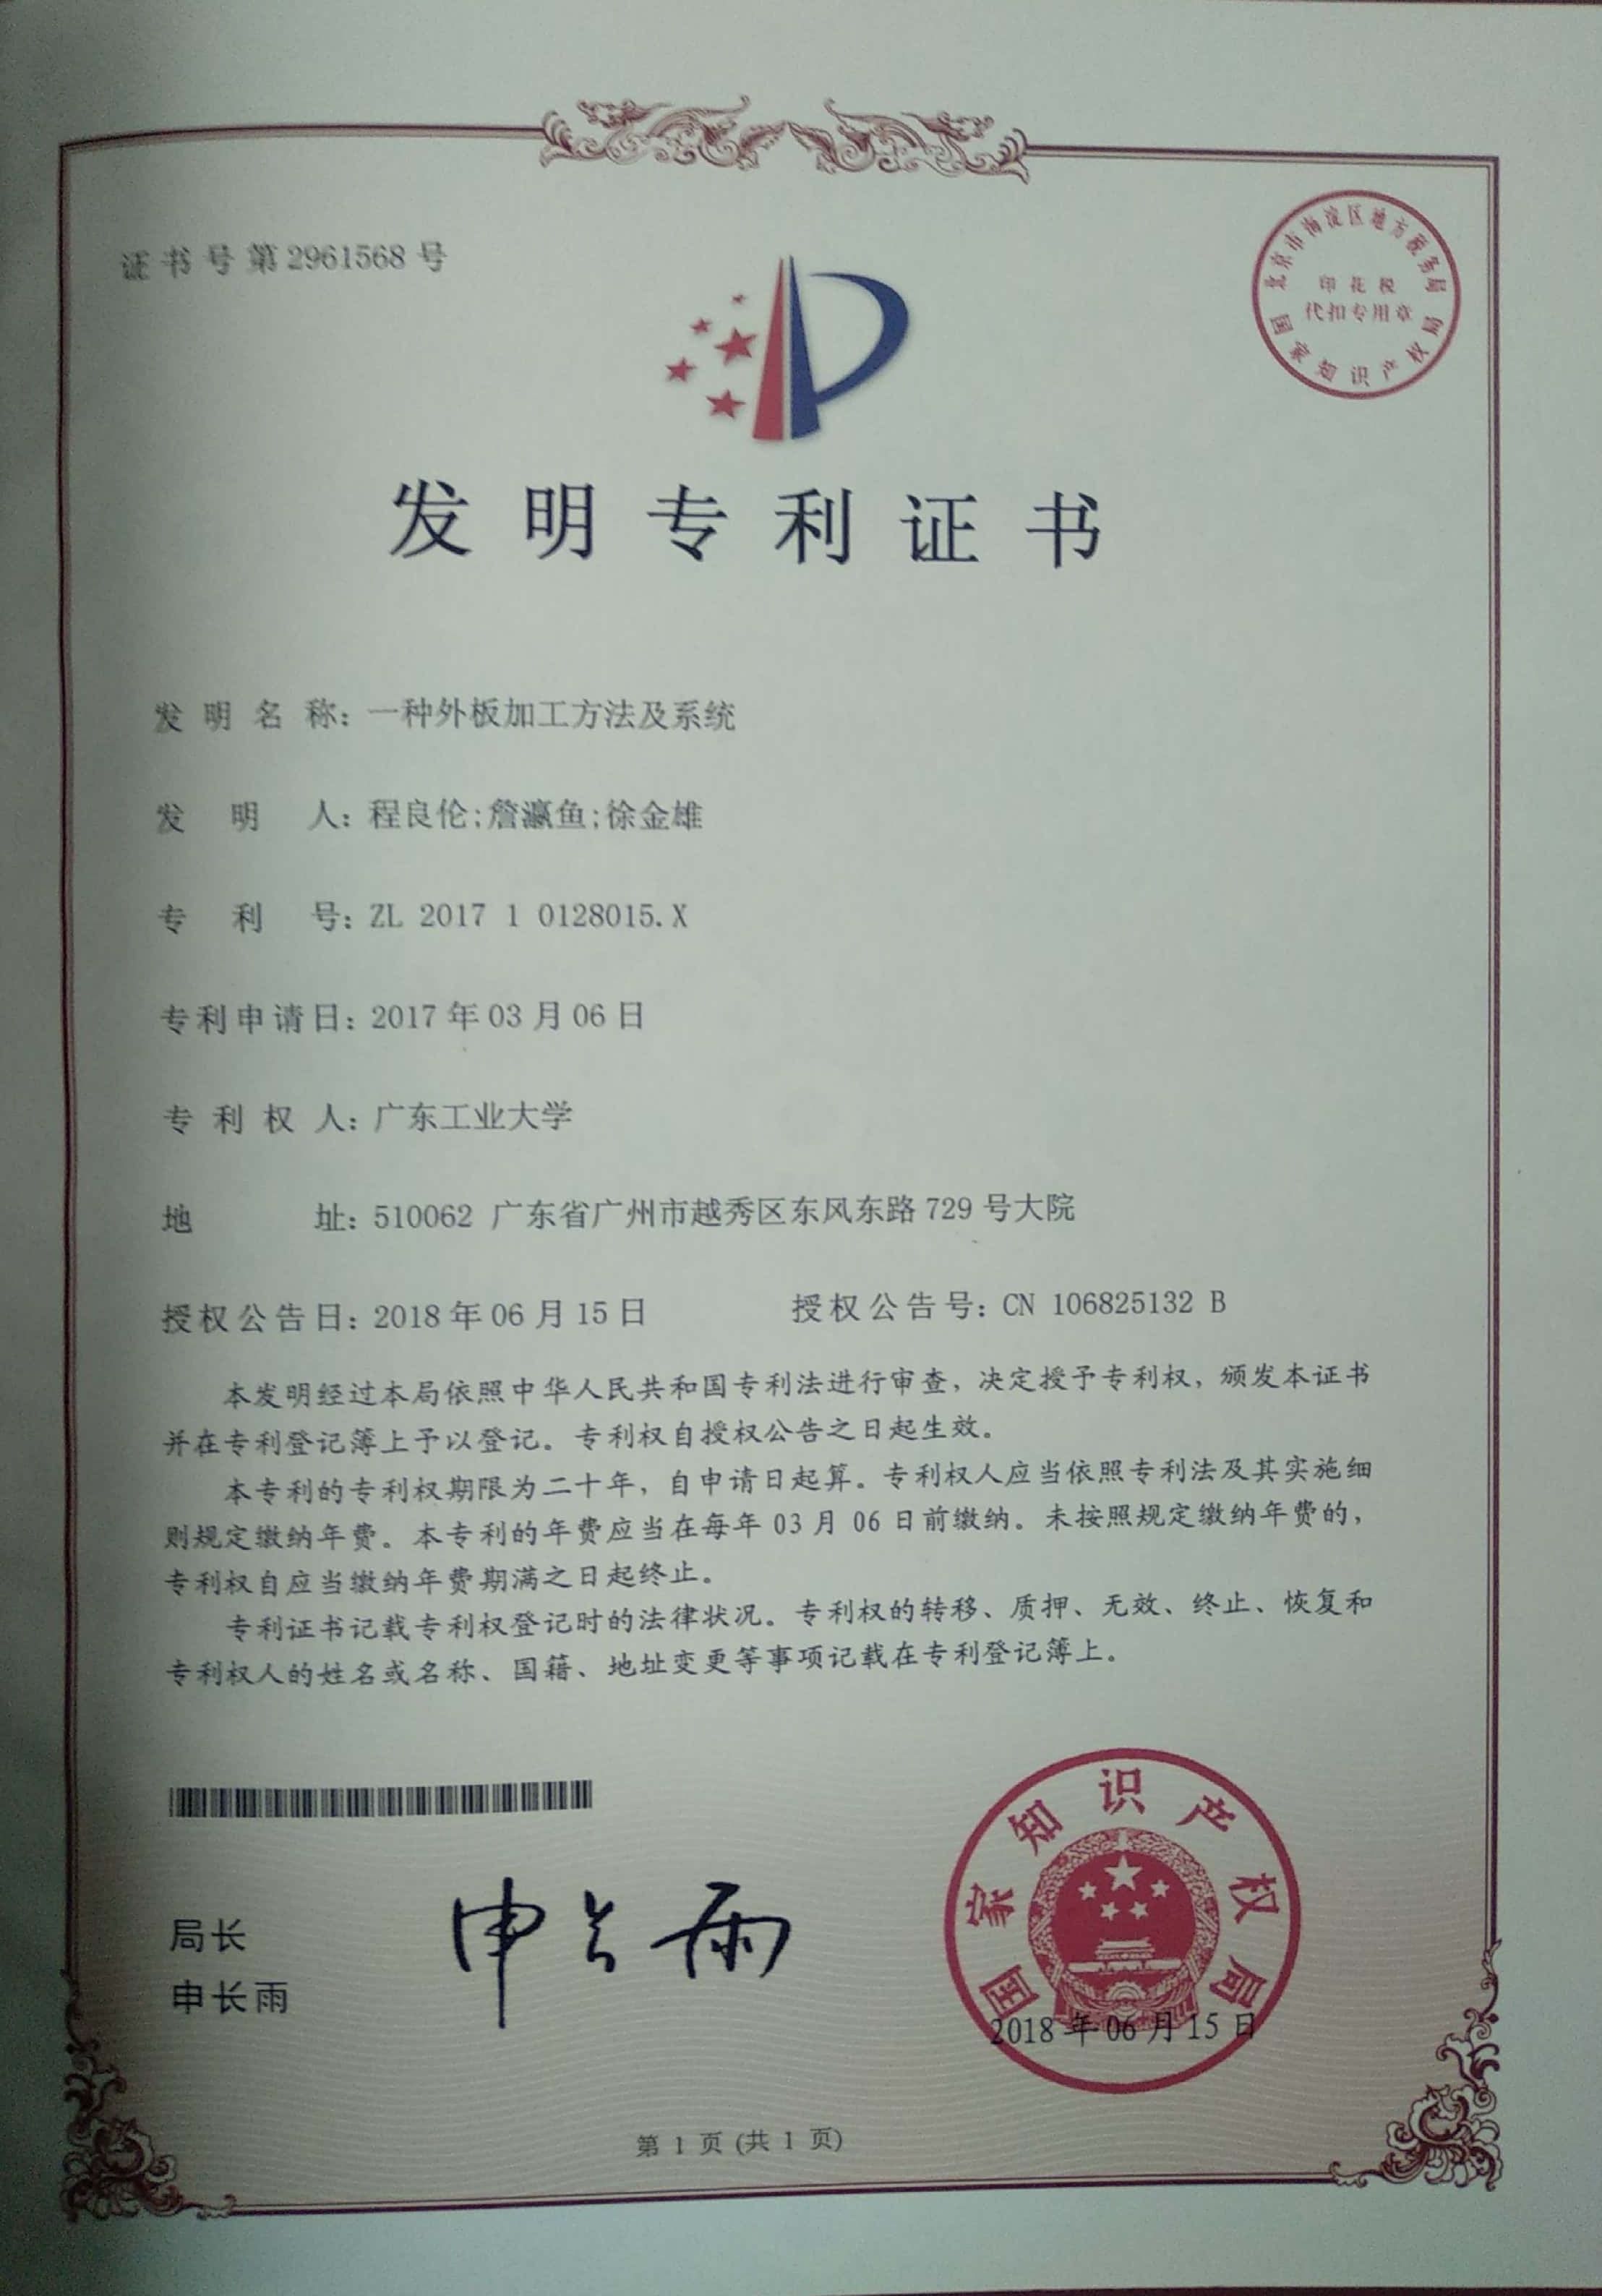 证书号第2961568号
北京市海淀区地方税务局
印花税
代扣专用章
国家知识产权局
发明专利证书
发明名称：一种外板加工方法及系统
发明人：程良伦;詹瀛鱼;徐金雄
专利号：ZL 2017 1 0128015.X
专利申请日：2017年03月06日
专利权人：广东工业大学
地址：510062 广东省广州市越秀区东风东路729号大院
授权公告日：2018年06月15日 授权公告号：CN 106825132 B
本发明经过本局依照中华人民共和国专利法进行审查，决定授予专利权，颁发本证书
并在专利登记簿上予以登记。专利权自授权公告之日起生效。
本专利的专利权期限为二十年，自申请日起算。专利权人应当依照专利法及其实施细
则规定缴纳年费。本专利的年费应当在每年03月06日前缴纳。未按照规定缴纳年费的，
专利权自应当缴纳年费期满之日起终止。
专利证书记载专利权登记时的法律状况。专利权的转移、质押、无效、终止、恢复和
专利权人的姓名或名称、国籍、地址变更等事项记载在专利登记簿上。
局长
申长雨
申长雨
国家知识产权局
2018年06月15日
第1页(共1页)